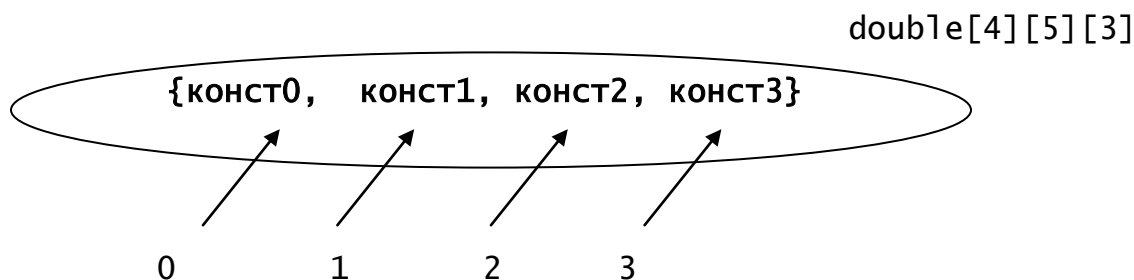 double[4][5][3]
{конст0, конст1, конст2, конст3}
0 1 2 3